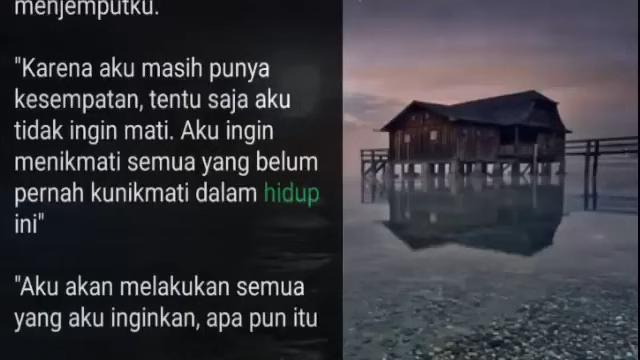 menjemputku.
"Karena aku masih punya
kesempatan, tentu saja aku
tidak ingin mati. Aku ingin
menikmati semua yang belum
pernah kunikmati dalam hidup
ini"
"Aku akan melakukan semua
yang aku inginkan, apa pun itu